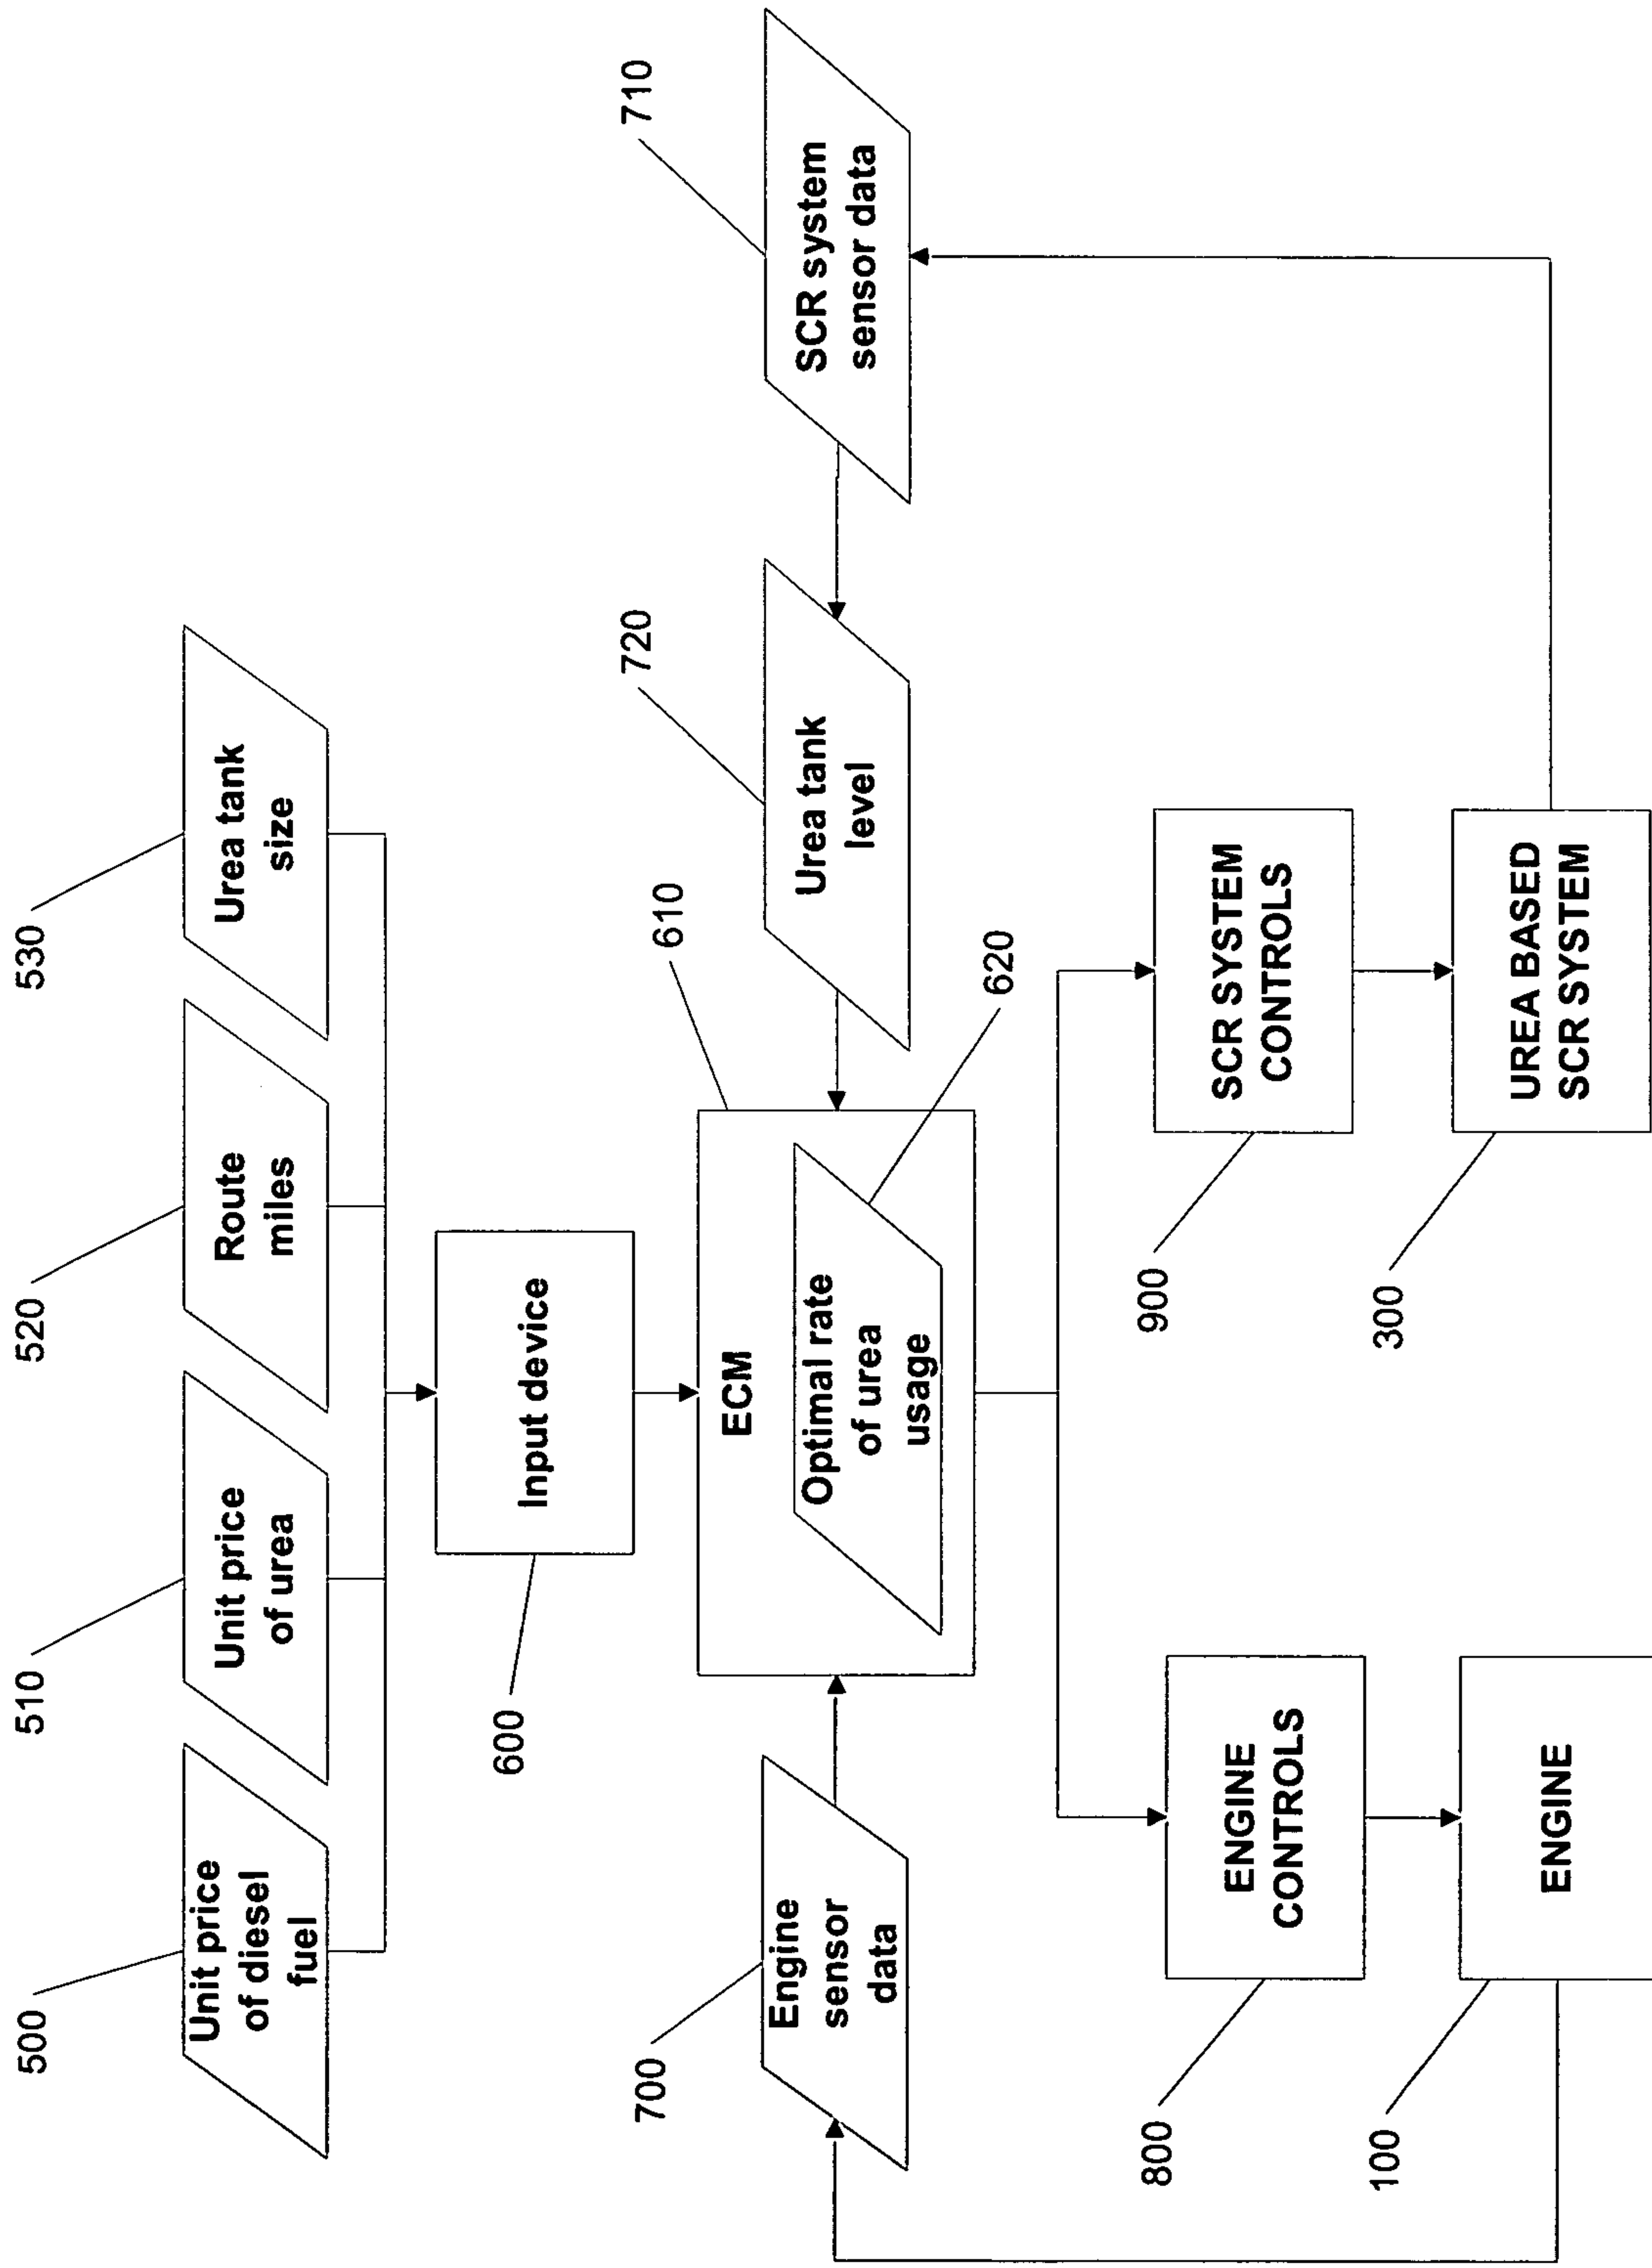 500
510
520
530
Unit price
of diesel
fuel
Unit price
of urea
Route
miles
Urea tank
size
600
Input device
610
ECM
Optimal rate
of urea
usage
620
700
Engine
sensor
data
720
Urea tank
level
710
SCR system
sensor data
800
ENGINE
CONTROLS
900
SCR SYSTEM
CONTROLS
100
ENGINE
300
UREA BASED
SCR SYSTEM